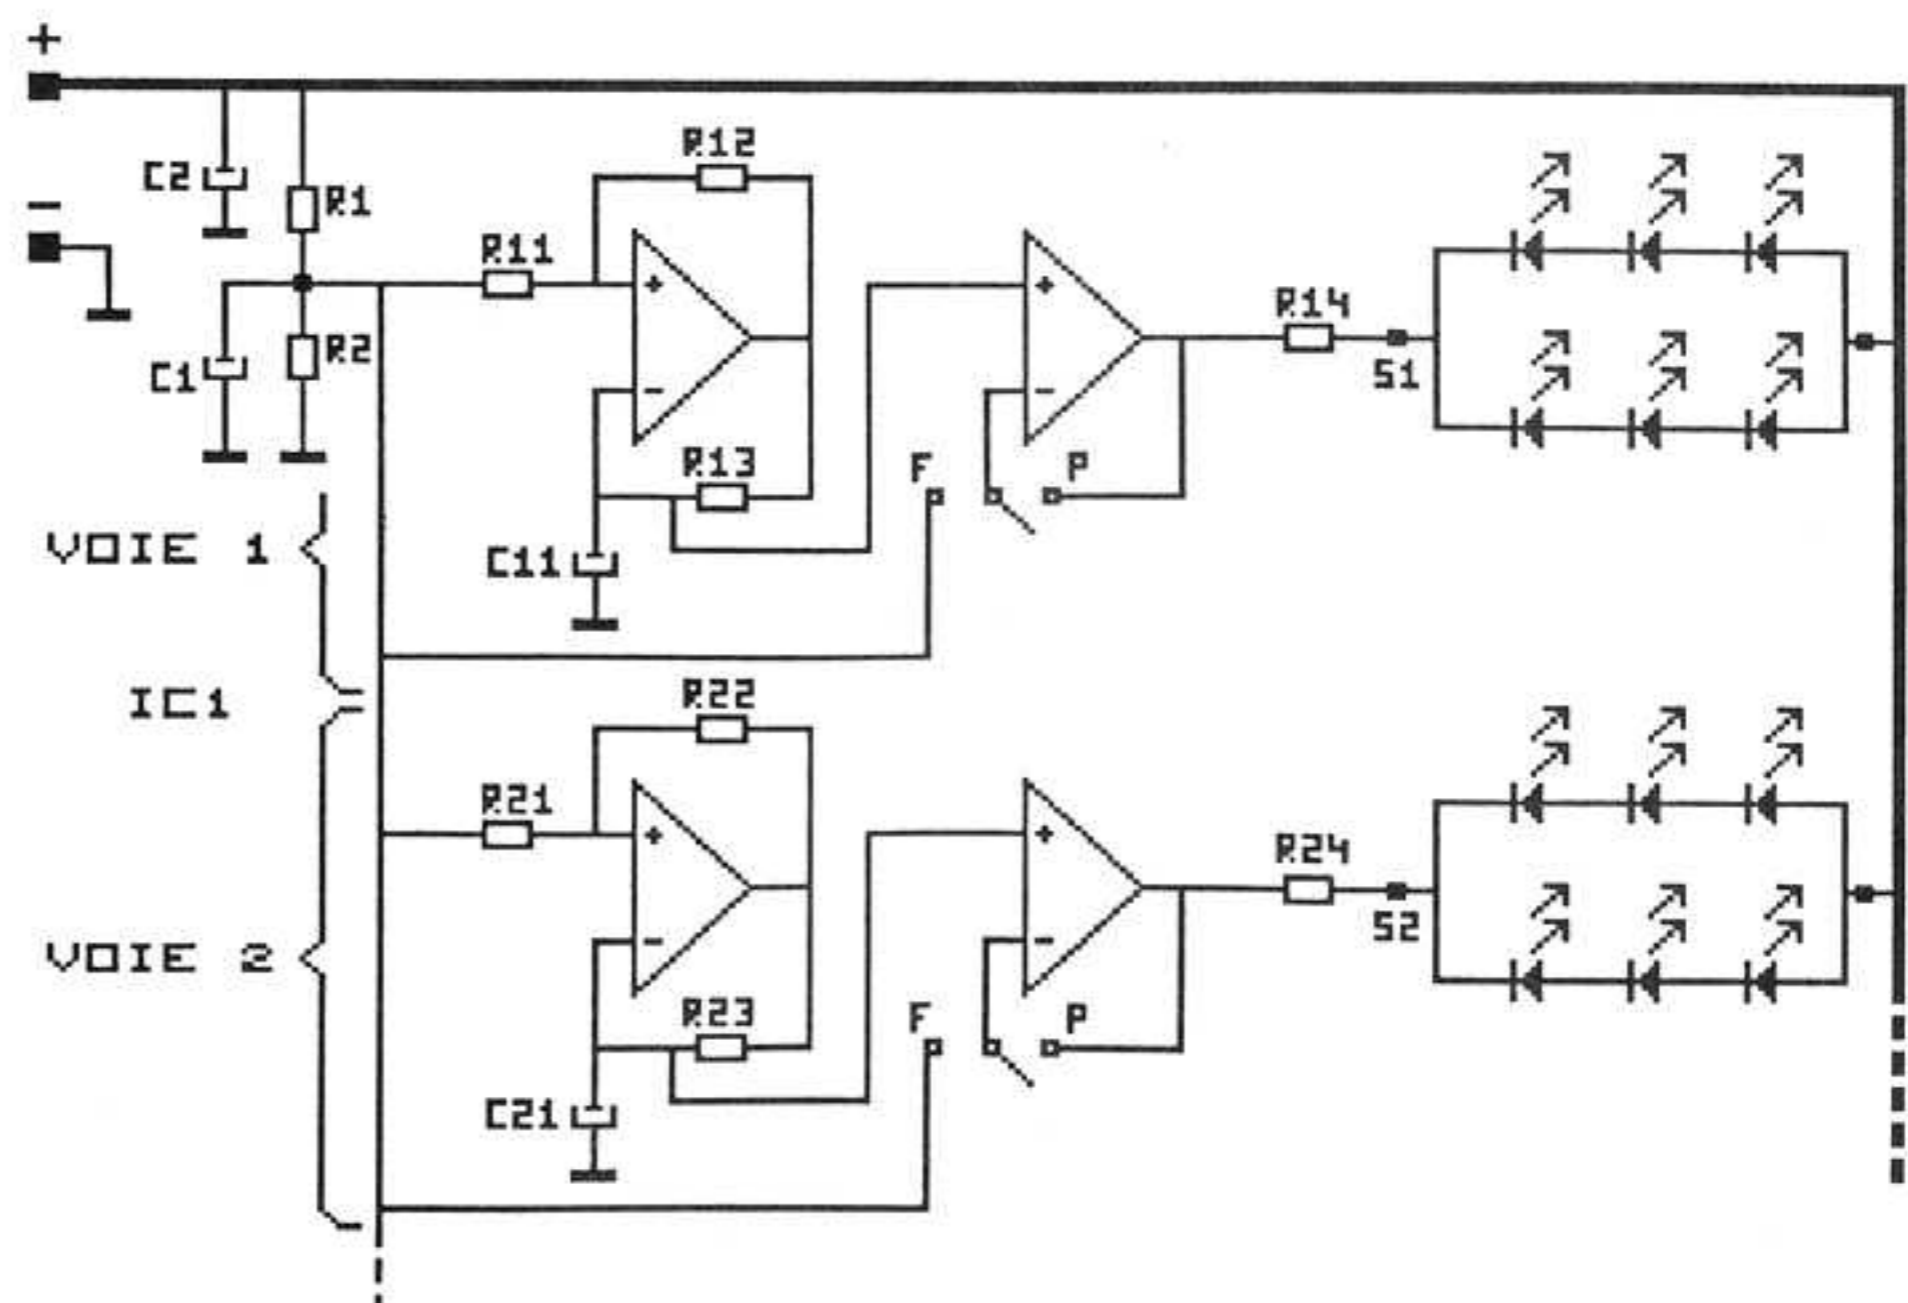 +
C2
R1
R12
−
R11
+
R14
+
C1
R2
−
S1
−
R13
F
P
VOIE 1
C11
IC1
R22
R21
+
+
R24
−
−
S2
VOIE 2
R23
F
P
C21